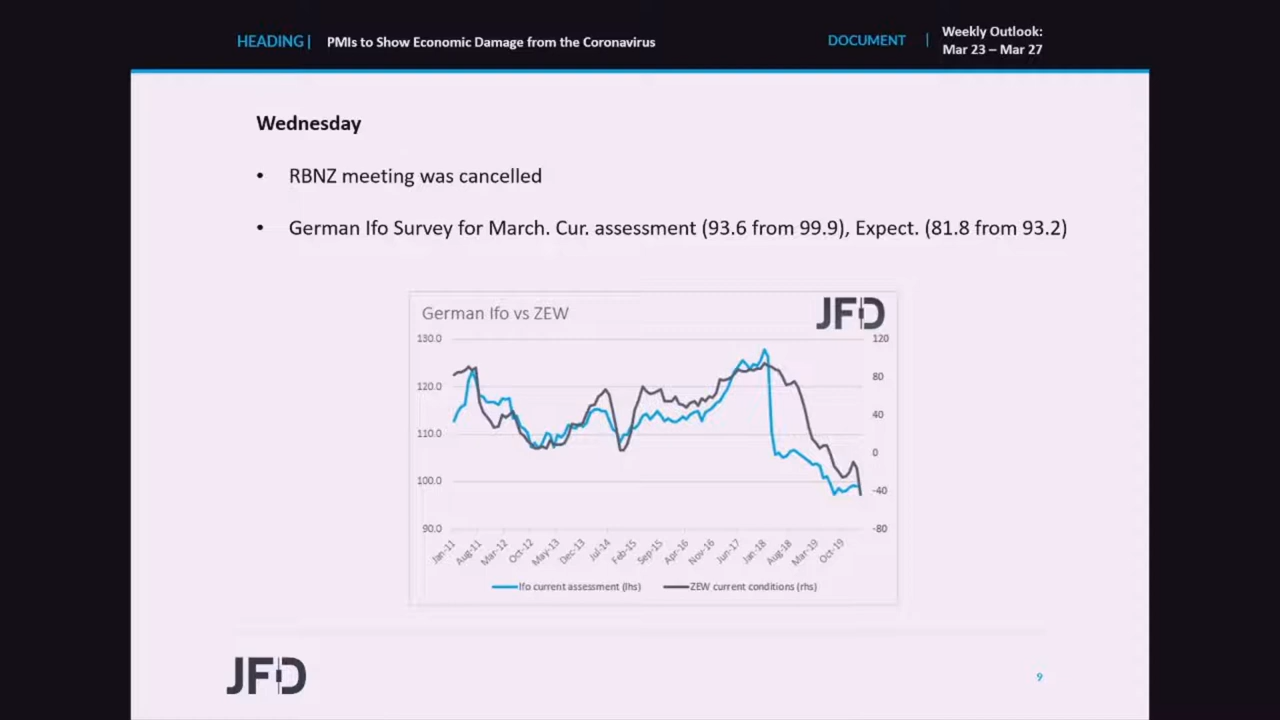 HEADING | PMIs to Show Economic Damage from the Coronavirus
DOCUMENT | Weekly Outlook:
Mar 23 – Mar 27
Wednesday
• RBNZ meeting was cancelled
• German Ifo Survey for March. Cur. assessment (93.6 from 99.9), Expect. (81.8 from 93.2)
German Ifo vs ZEW
JFD
130.0
120.0
110.0
100.0
90.0
120
80
40
0
-40
-80
Jan-11 Aug-11 Mar-12 Oct-12 May-13 Dec-13 Jul-14 Feb-15 Sep-15 Apr-16 Nov-16 Jun-17 Jan-18 Aug-18 Mar-19 Oct-19
Ifo current assessment (lhs) ZEW current conditions (rhs)
JFD
9